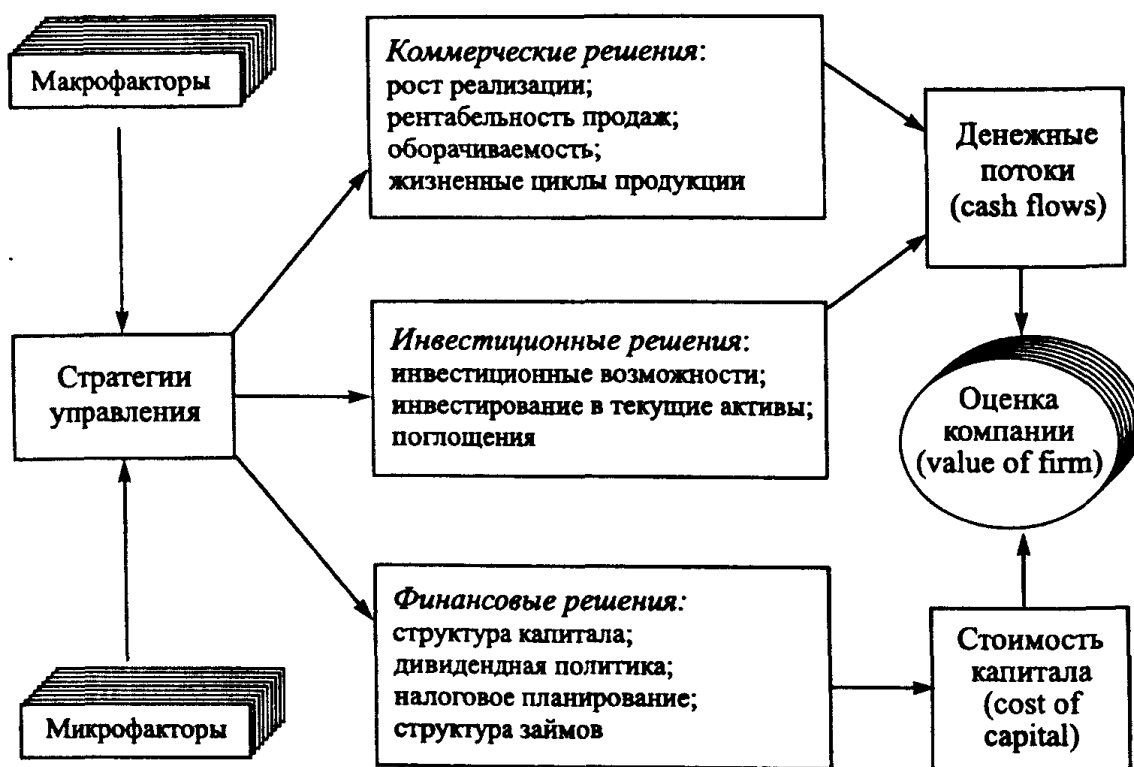 Макрофакторы
Стратегии
управления
Микрофакторы
Коммерческие решения:
рост реализации;
рентабельность продаж;
оборачиваемость;
жизненные циклы продукции
Инвестиционные решения:
инвестиционные возможности;
инвестирование в текущие активы;
поглощения
Финансовые решения:
структура капитала;
дивидендная политика;
налоговое планирование;
структура займов
Денежные
потоки
(cash flows)
Оценка
компании
(value of firm)
Стоимость
капитала
(cost of
capital)